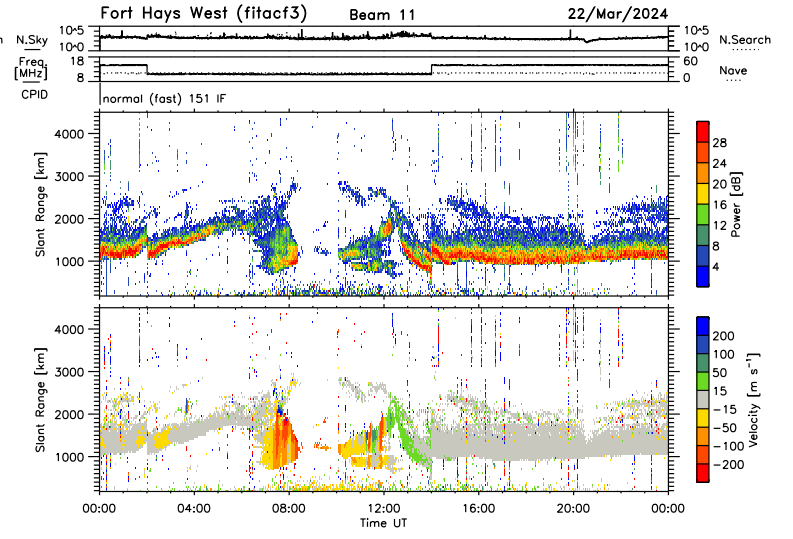 Fort Hays West (fitacf3) Beam 11 22/Mar/2024
n N.Sky 10^5 10^0 10^5 10^0 N.Search
Freq. [MHz] 18 8 60 0 Nave
CPID normal (fast) 151 IF
Slant Range [km] 4000 3000 2000 1000
28 24 20 16 12 8 4 Power [dB]
Slant Range [km] 4000 3000 2000 1000
200 100 50 15 -15 -50 -100 -200 Velocity [m s⁻¹]
00:00 04:00 08:00 12:00 16:00 20:00 00:00
Time UT